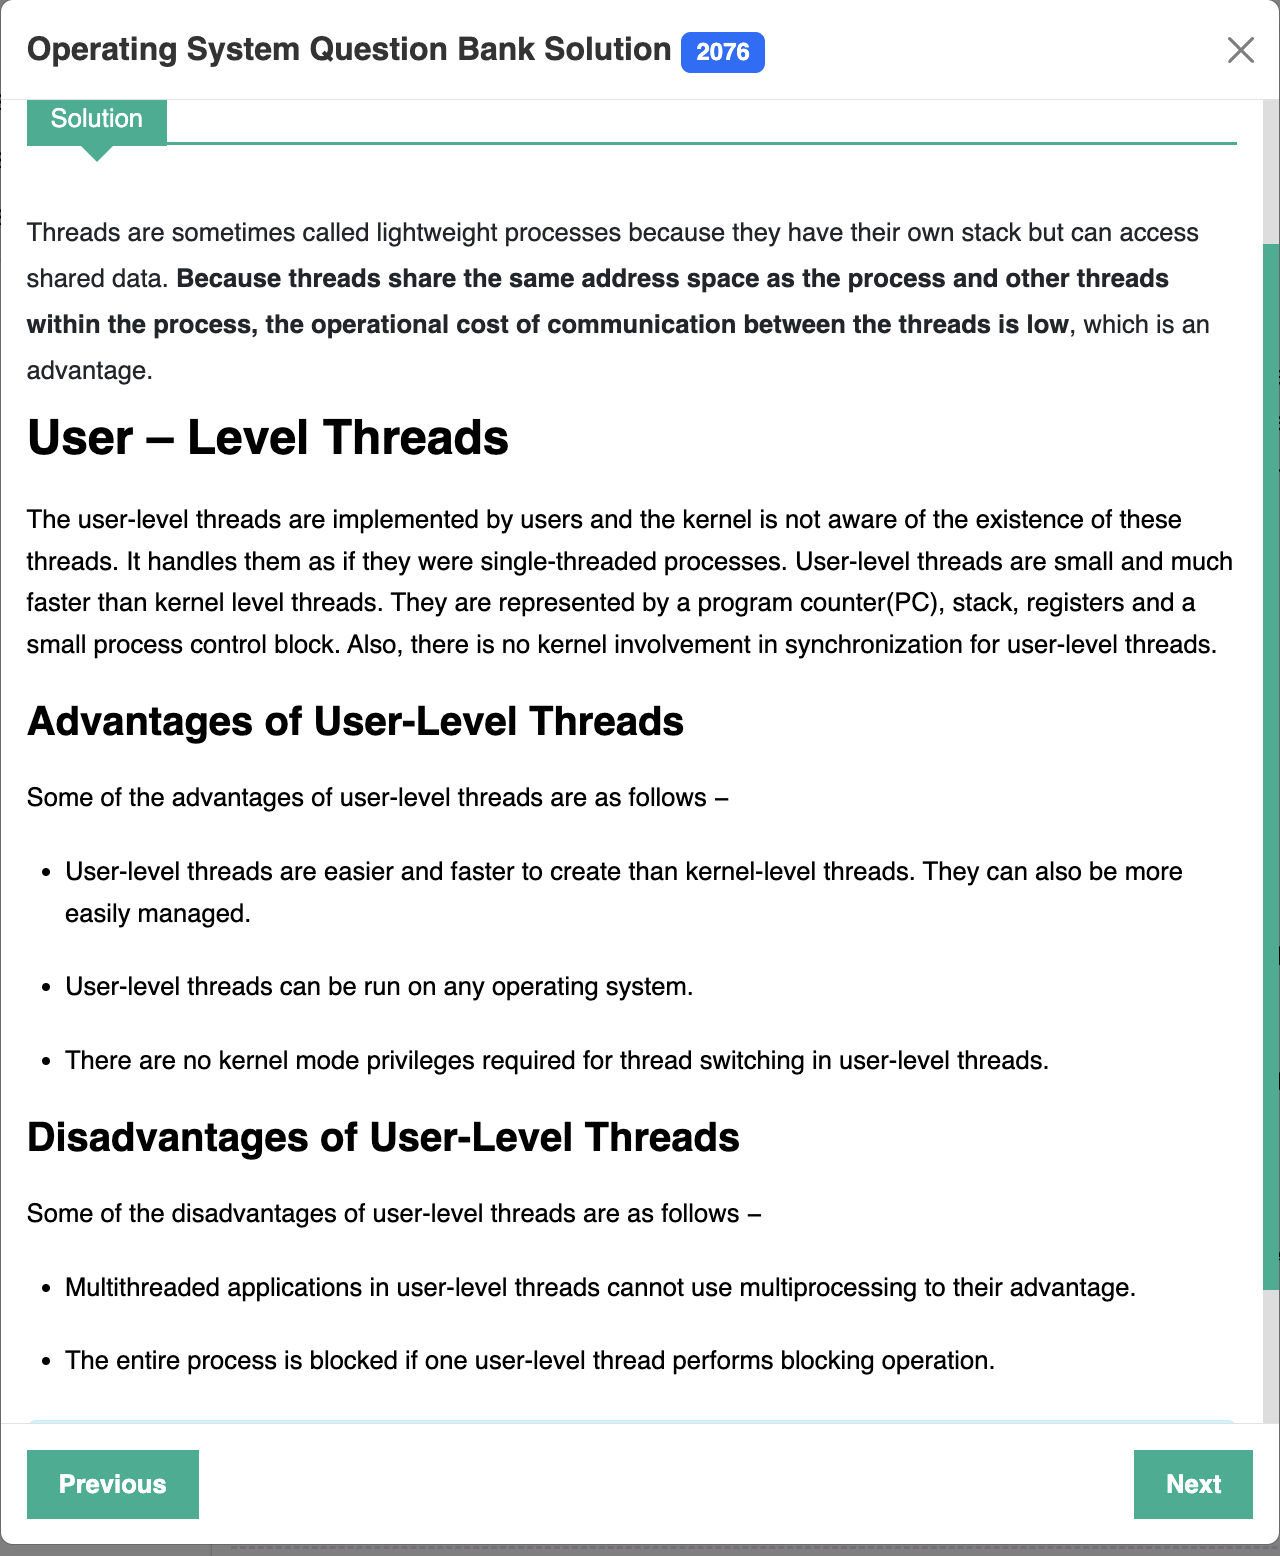 Operating System Question Bank Solution 2076
Solution
Threads are sometimes called lightweight processes because they have their own stack but can access
shared data. Because threads share the same address space as the process and other threads
within the process, the operational cost of communication between the threads is low, which is an
advantage.
User – Level Threads
The user-level threads are implemented by users and the kernel is not aware of the existence of these
threads. It handles them as if they were single-threaded processes. User-level threads are small and much
faster than kernel level threads. They are represented by a program counter(PC), stack, registers and a
small process control block. Also, there is no kernel involvement in synchronization for user-level threads.
Advantages of User-Level Threads
Some of the advantages of user-level threads are as follows –
• User-level threads are easier and faster to create than kernel-level threads. They can also be more
easily managed.
• User-level threads can be run on any operating system.
• There are no kernel mode privileges required for thread switching in user-level threads.
Disadvantages of User-Level Threads
Some of the disadvantages of user-level threads are as follows –
• Multithreaded applications in user-level threads cannot use multiprocessing to their advantage.
• The entire process is blocked if one user-level thread performs blocking operation.
Previous
Next